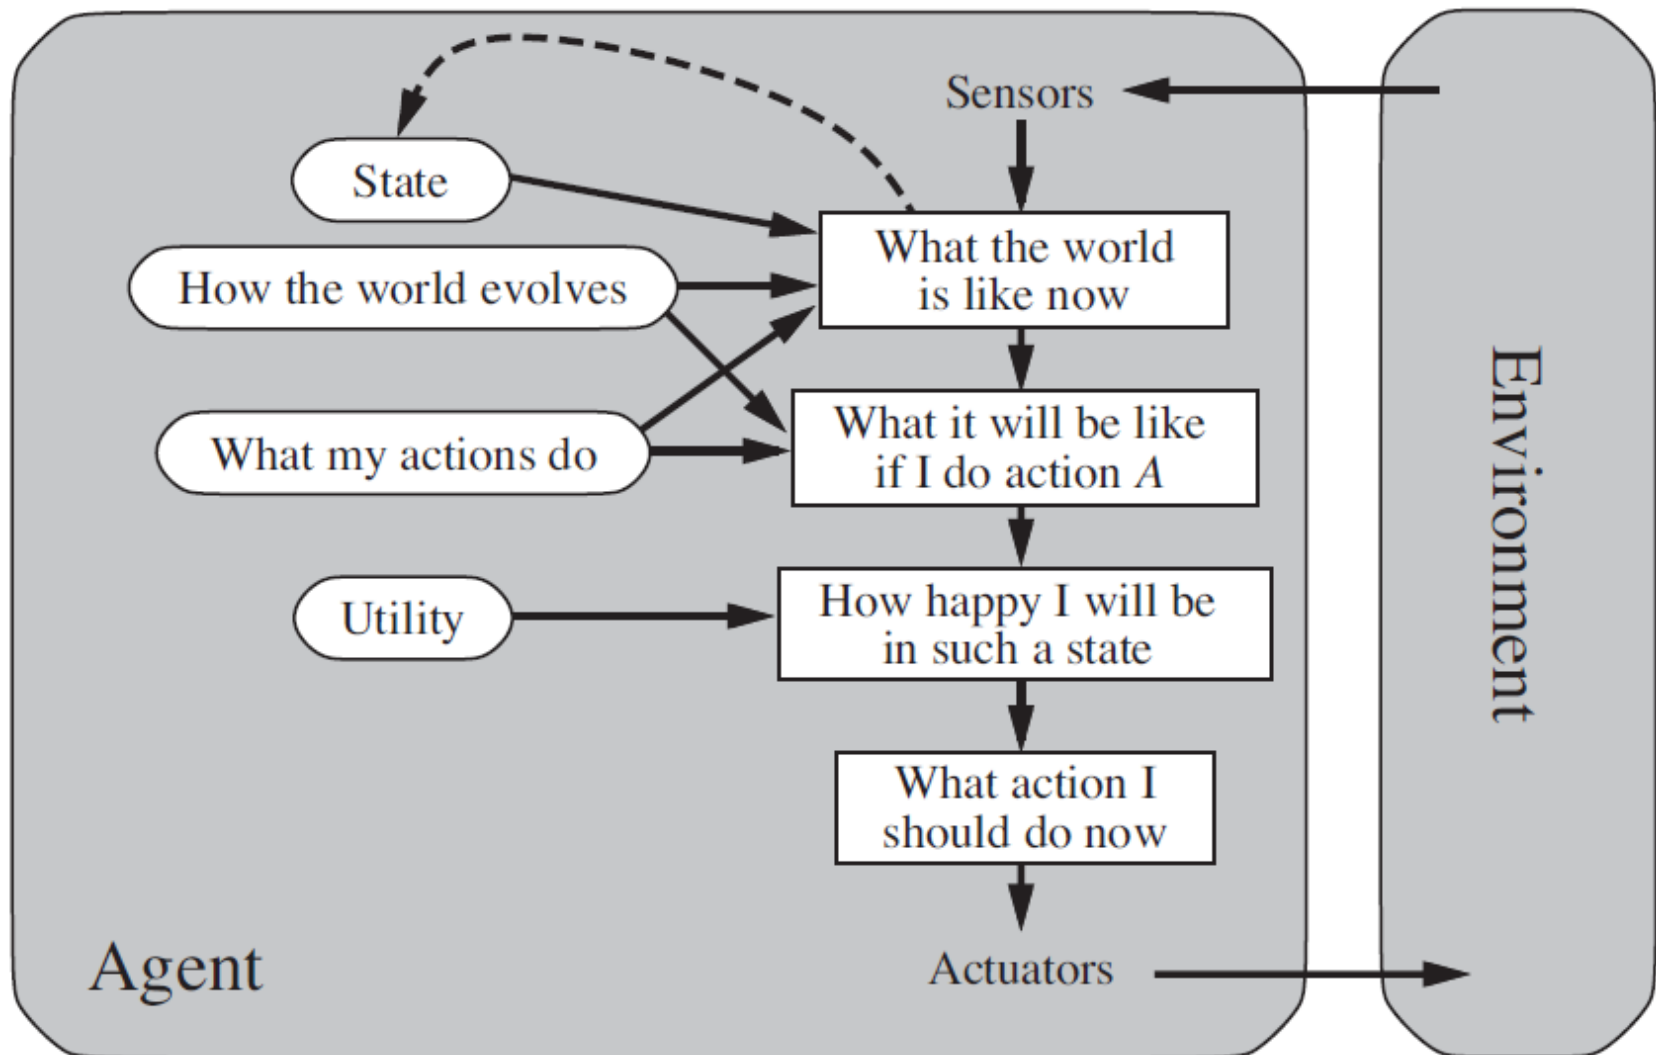 Sensors
State
What the world
is like now
How the world evolves
What it will be like
if I do action A
What my actions do
How happy I will be
in such a state
Utility
What action I
should do now
Actuators
Agent
Environment